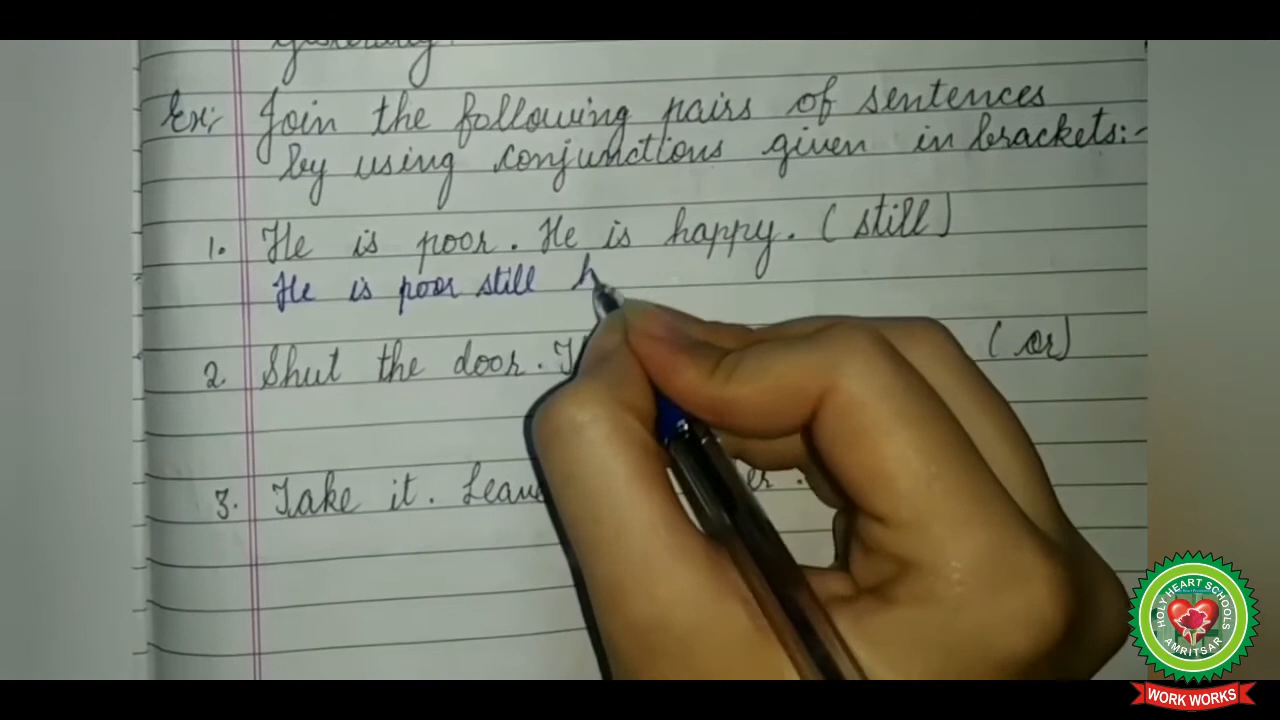 yesterday.
Ex:- Join the following pairs of sentences
by using conjunctions given in brackets:-
1. He is poor. He is happy. (still)
He is poor still h
2. Shut the door. (or)
3. Take it. Leave
HOLY HEART SCHOOLS
AMRITSAR
WORK WORKS